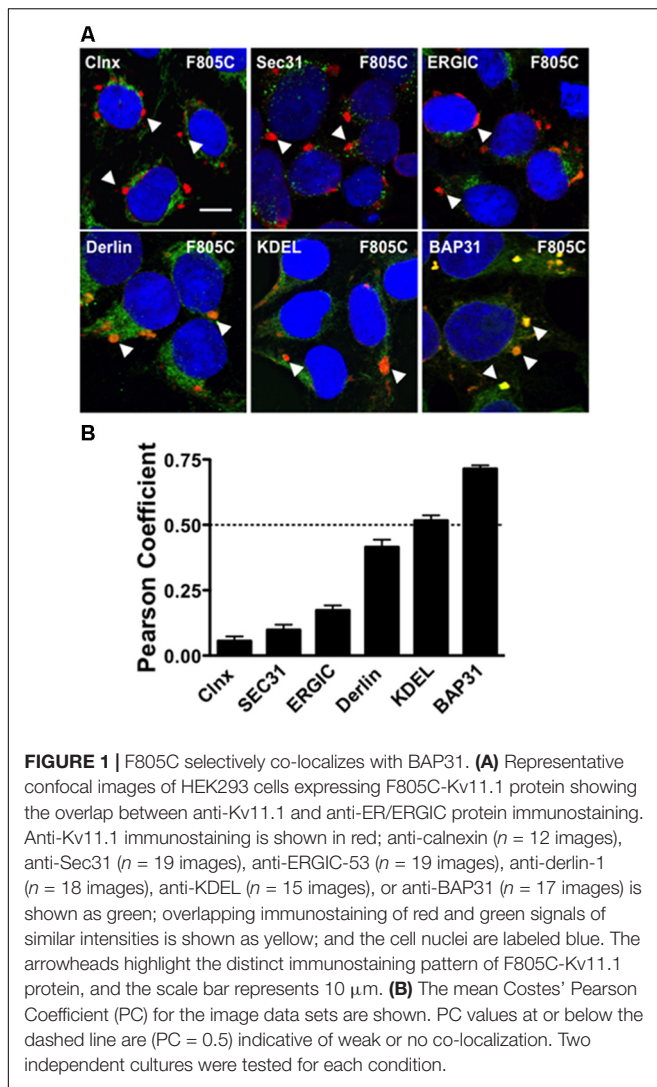 A
Clnx F805C Sec31 F805C ERGIC F805C
Derlin F805C KDEL F805C BAP31 F805C
B
Pearson Coefficient
0.75
0.50
0.25
0.00
Clnx SEC31 ERGIC Derlin KDEL BAP31
FIGURE 1 | F805C selectively co-localizes with BAP31. (A) Representative
confocal images of HEK293 cells expressing F805C-Kv11.1 protein showing
the overlap between anti-Kv11.1 and anti-ER/ERGIC protein immunostaining.
Anti-Kv11.1 immunostaining is shown in red; anti-calnexin (n = 12 images),
anti-Sec31 (n = 19 images), anti-ERGIC-53 (n = 19 images), anti-derlin-1
(n = 18 images), anti-KDEL (n = 15 images), or anti-BAP31 (n = 17 images) is
shown as green; overlapping immunostaining of red and green signals of
similar intensities is shown as yellow; and the cell nuclei are labeled blue. The
arrowheads highlight the distinct immunostaining pattern of F805C-Kv11.1
protein, and the scale bar represents 10 μm. (B) The mean Costes' Pearson
Coefficient (PC) for the image data sets are shown. PC values at or below the
dashed line are (PC = 0.5) indicative of weak or no co-localization. Two
independent cultures were tested for each condition.